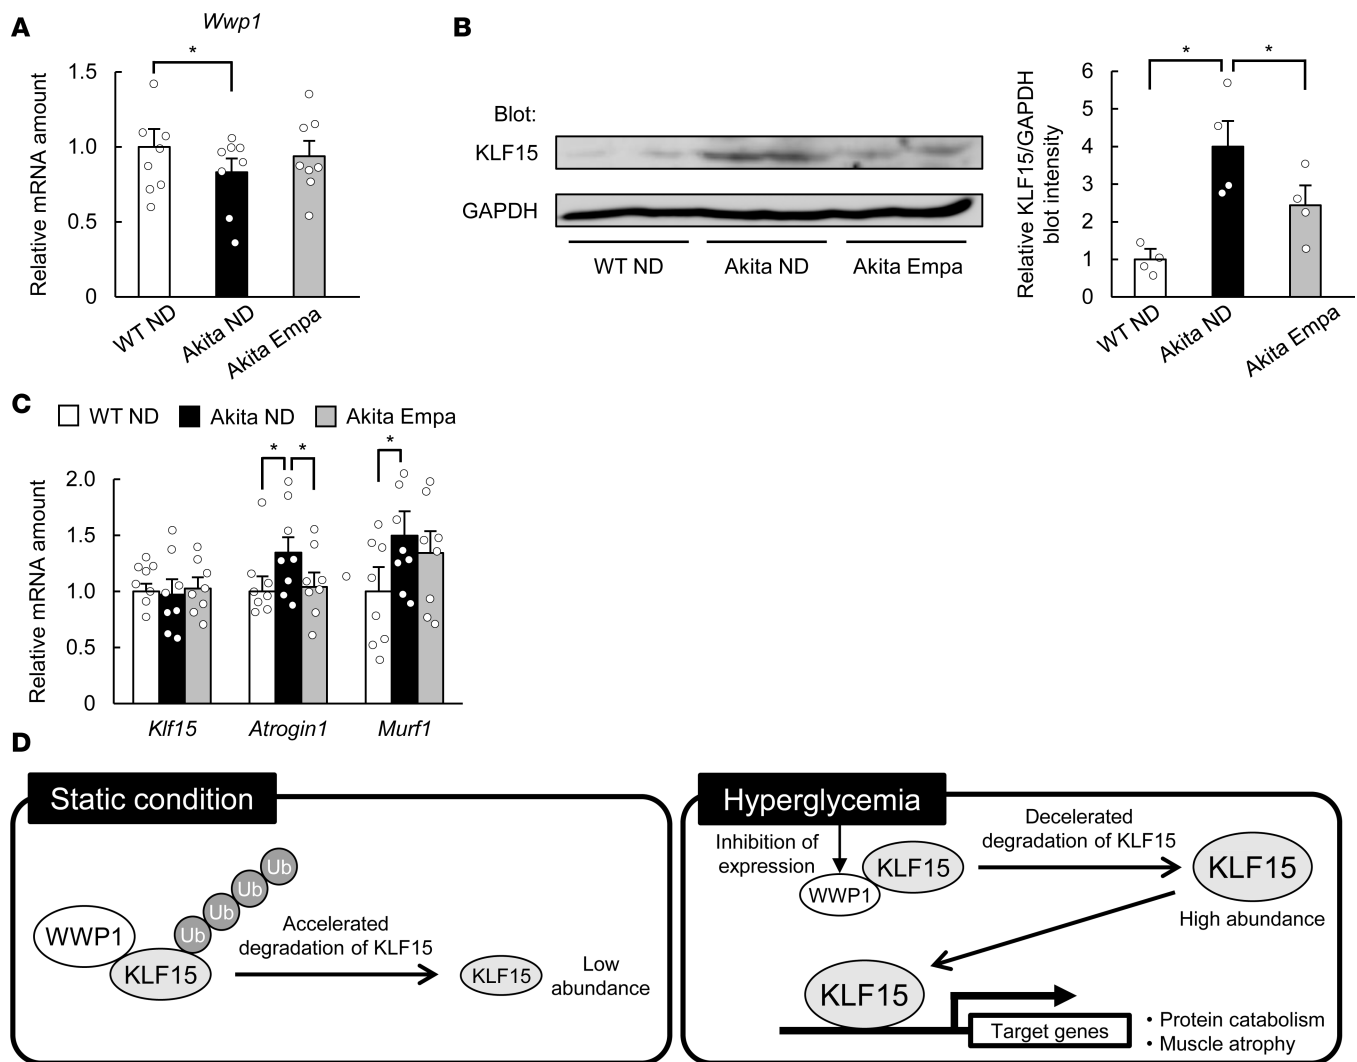 A
Wwp1
*
Relative mRNA amount
1.5
1.0
0.5
0
WT ND
Akita ND
Akita Empa
B
Blot:
KLF15
GAPDH
WT ND
Akita ND
Akita Empa
*
*
Relative KLF15/GAPDH
blot intensity
6
5
4
3
2
1
0
WT ND
Akita ND
Akita Empa
C
WT ND
Akita ND
Akita Empa
*
*
*
Relative mRNA amount
2.0
1.5
1.0
0.5
0
Klf15
Atrogin1
Murf1
D
Static condition
Ub
Ub
Ub
Ub
WWP1
KLF15
Accelerated
degradation of KLF15
KLF15
Low
abundance
Hyperglycemia
Inhibition of
expression
WWP1
KLF15
Decelerated
degradation of KLF15
KLF15
High abundance
KLF15
Target genes
• Protein catabolism
• Muscle atrophy